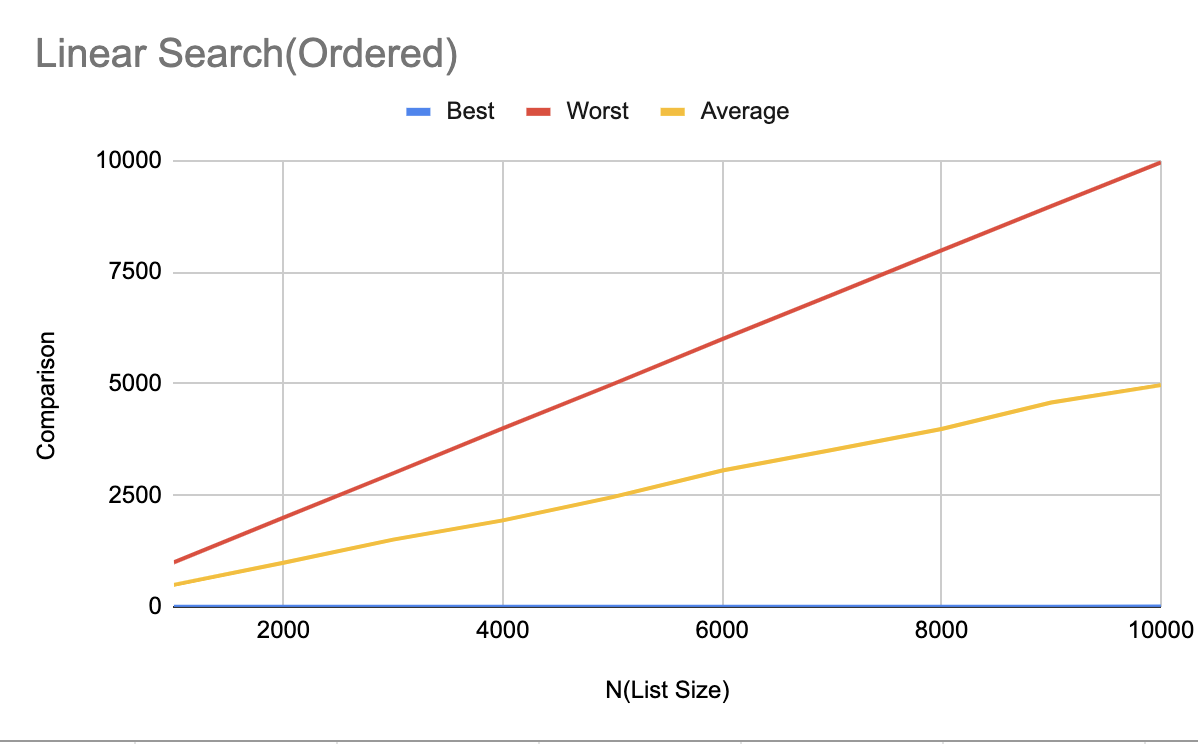 Linear Search(Ordered)
Best Worst Average
10000
7500
5000
2500
0
Comparison
2000 4000 6000 8000 10000
N(List Size)